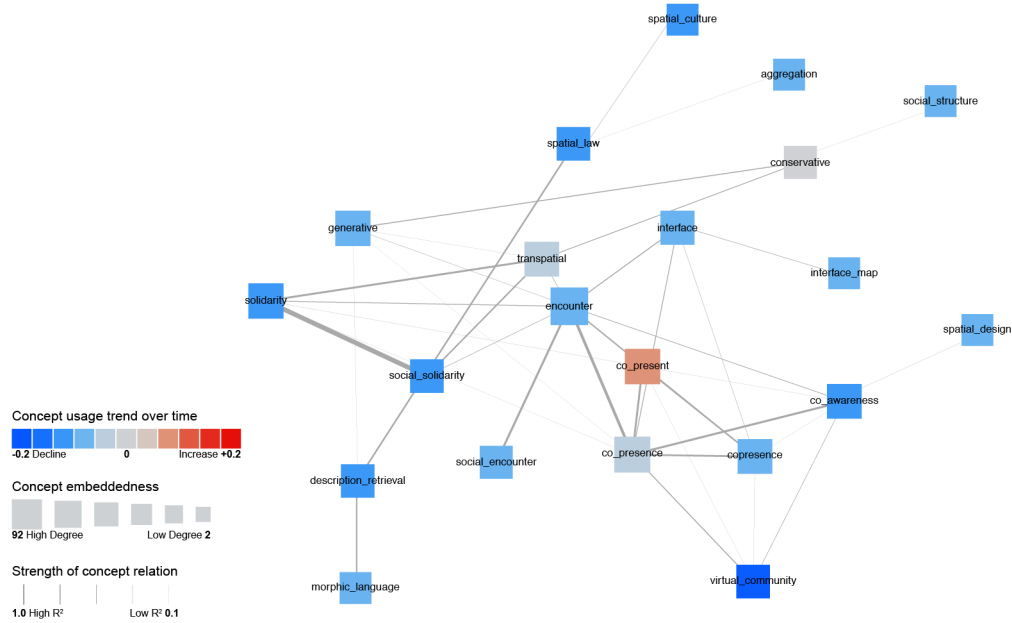 spatial_culture
aggregation
social_structure
spatial_law
conservative
generative
interface
transpatial
interface_map
solidarity
encounter
spatial_design
co_present
social_solidarity
co_awareness
Concept usage trend over time
-0.2 Decline 0 Increase +0.2
co_presence
copresence
social_encounter
description_retrieval
Concept embeddedness
92 High Degree Low Degree 2
Strength of concept relation
virtual_community
morphic_language
1.0 High R² Low R² 0.1